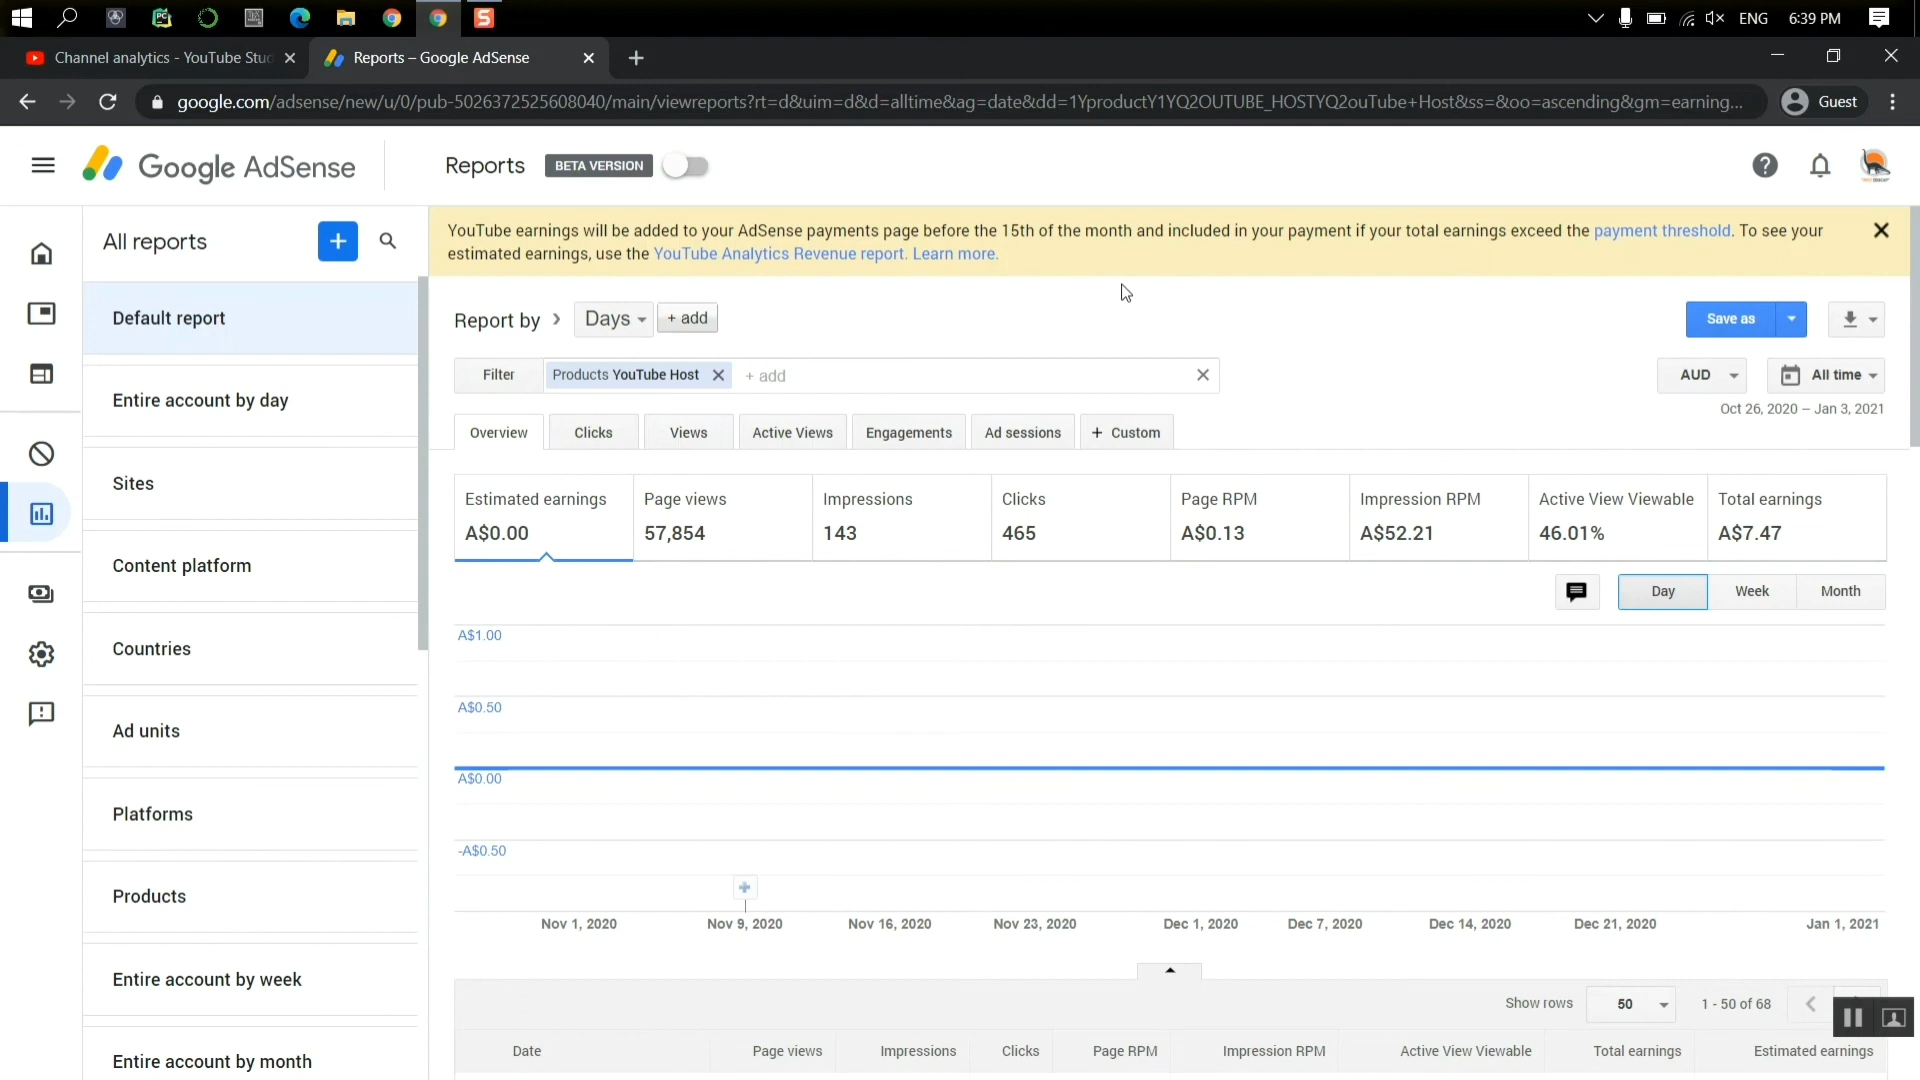 ENG 6:39 PM
Channel analytics - YouTube Stud
Reports – Google AdSense
google.com/adsense/new/u/0/pub-5026372525608040/main/viewreports?rt=d&uim=d&d=alltime&ag=date&dd=1YproductY1YQ2OUTUBE_HOSTYQ2ouTube+Host&ss=&oo=ascending&gm=earning...
Guest
Google AdSense
Reports BETA VERSION
All reports
YouTube earnings will be added to your AdSense payments page before the 15th of the month and included in your payment if your total earnings exceed the payment threshold. To see your
estimated earnings, use the YouTube Analytics Revenue report. Learn more.
Default report
Entire account by day
Sites
Content platform
Countries
Ad units
Platforms
Products
Entire account by week
Entire account by month
Report by › Days + add
Save as
Filter Products YouTube Host + add
AUD All time
Oct 26, 2020 – Jan 3, 2021
Overview Clicks Views Active Views Engagements Ad sessions + Custom
Estimated earnings Page views Impressions Clicks Page RPM Impression RPM Active View Viewable Total earnings
A$0.00 57,854 143 465 A$0.13 A$52.21 46.01% A$7.47
Day Week Month
A$1.00
A$0.50
A$0.00
-A$0.50
Nov 1, 2020 Nov 9, 2020 Nov 16, 2020 Nov 23, 2020 Dec 1, 2020 Dec 7, 2020 Dec 14, 2020 Dec 21, 2020 Jan 1, 2021
Show rows 50 1 - 50 of 68
Date Page views Impressions Clicks Page RPM Impression RPM Active View Viewable Total earnings Estimated earnings